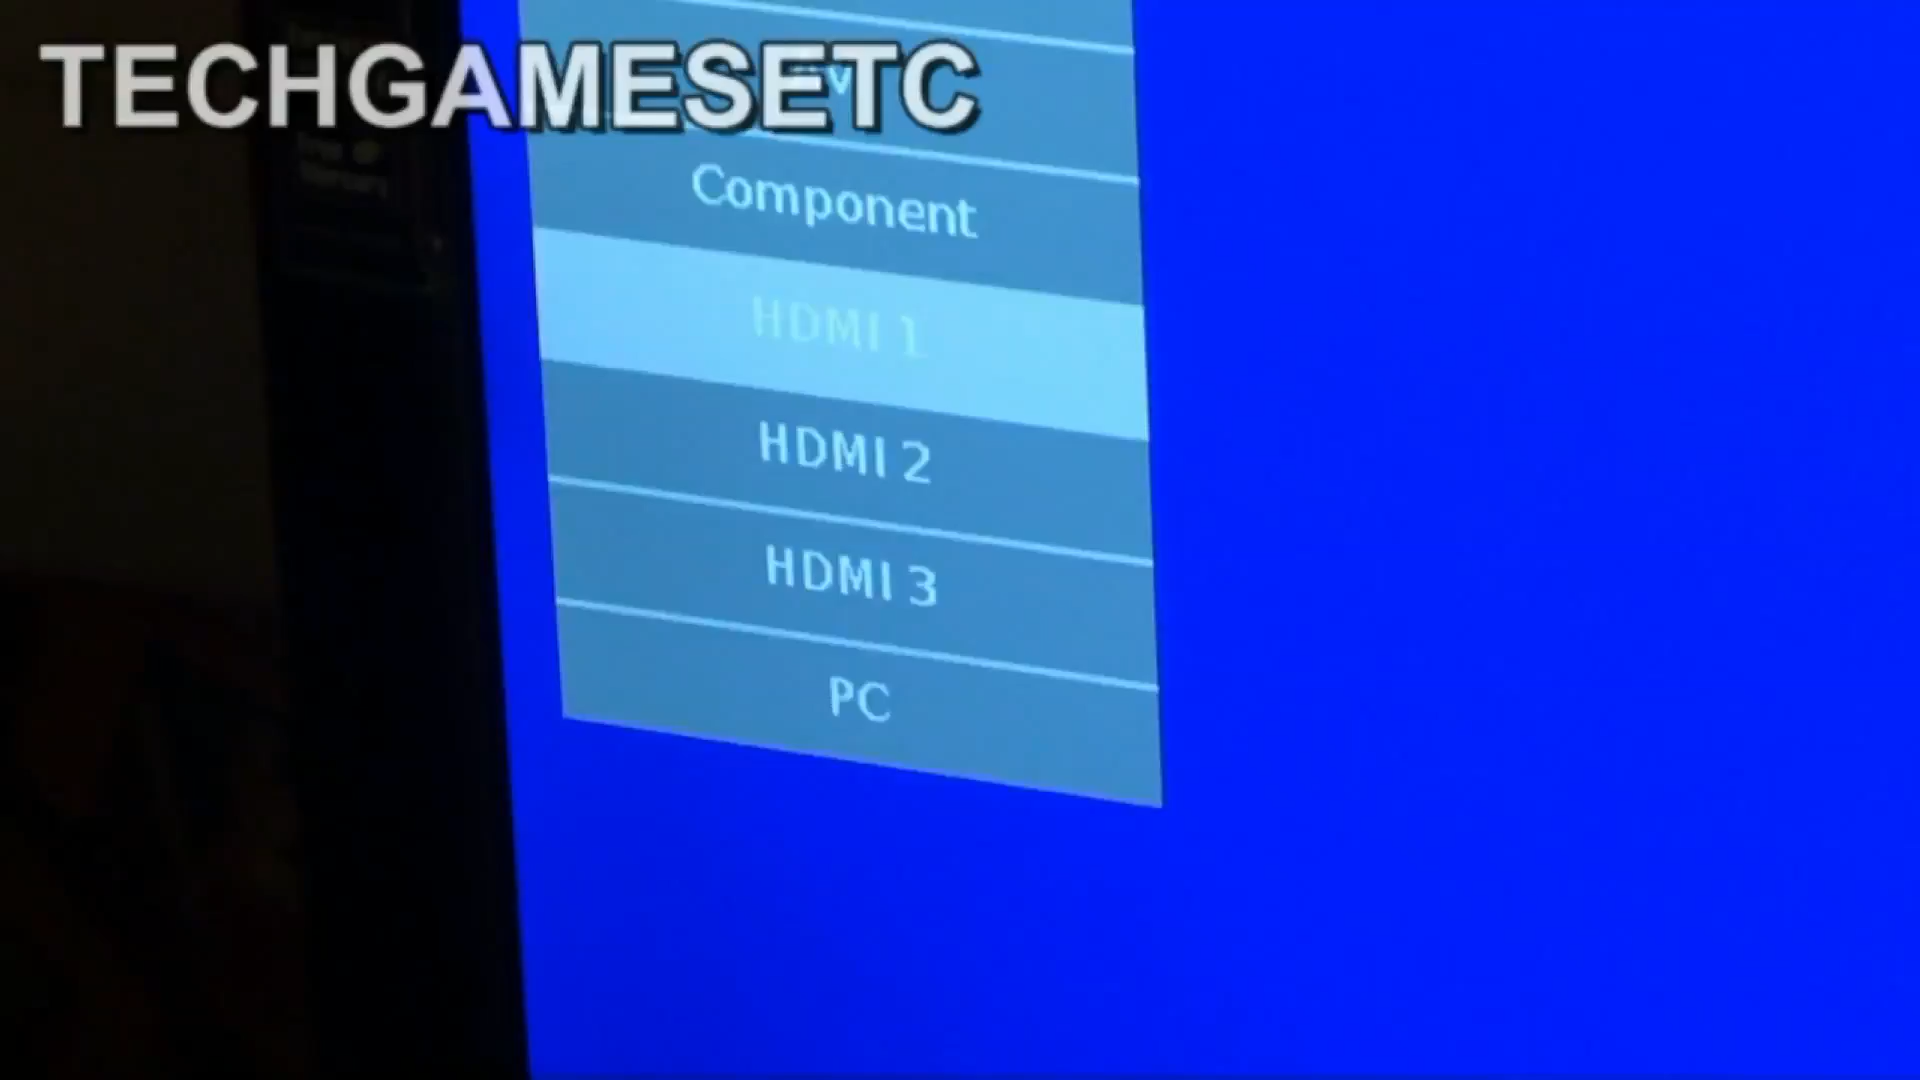 TECHGAMESETC
Component
HDMI 1
HDMI 2
HDMI 3
PC